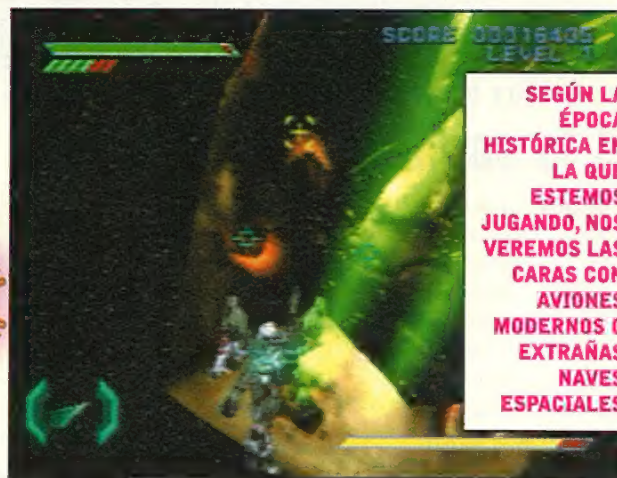 SCORE 00016405
LEVEL 1
SEGÚN LA
ÉPOCA
HISTÓRICA EN
LA QUE
ESTEMOS
JUGANDO, NOS
VEREMOS LAS
CARAS CON
AVIONES
MODERNOS O
EXTRAÑAS
NAVES
ESPACIALES